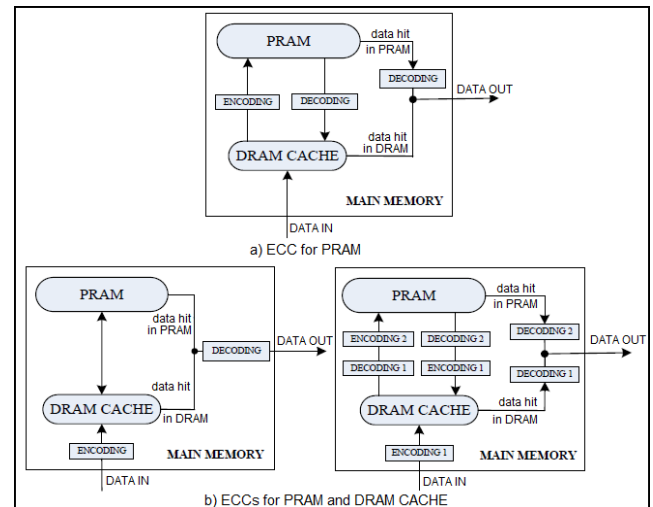 PRAM
data hit
in PRAM
DECODING
DATA OUT
ENCODING
DECODING
data hit
in DRAM
DRAM CACHE
MAIN MEMORY
DATA IN
a) ECC for PRAM
PRAM
data hit
in PRAM
DECODING
DATA OUT
data hit
in DRAM
DRAM CACHE
ENCODING
MAIN MEMORY
DATA IN
PRAM
data hit
in PRAM
ENCODING 2
DECODING 2
DECODING 2
DATA OUT
DECODING 1
ENCODING 1
DECODING 1
DRAM CACHE
data hit
in DRAM
ENCODING 1
MAIN MEMORY
DATA IN
b) ECCs for PRAM and DRAM CACHE